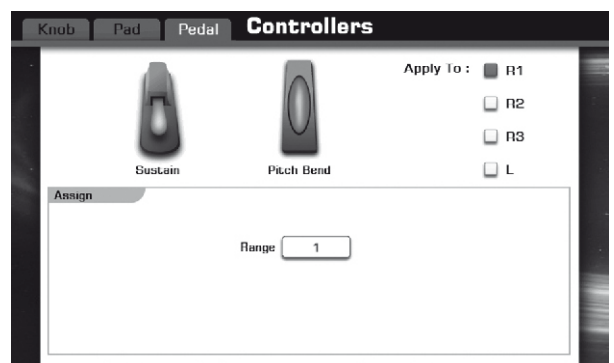 Knob Pad Pedal Controllers
Apply To : R1
R2
R3
L
Sustain Pitch Bend
Assign
Range 1